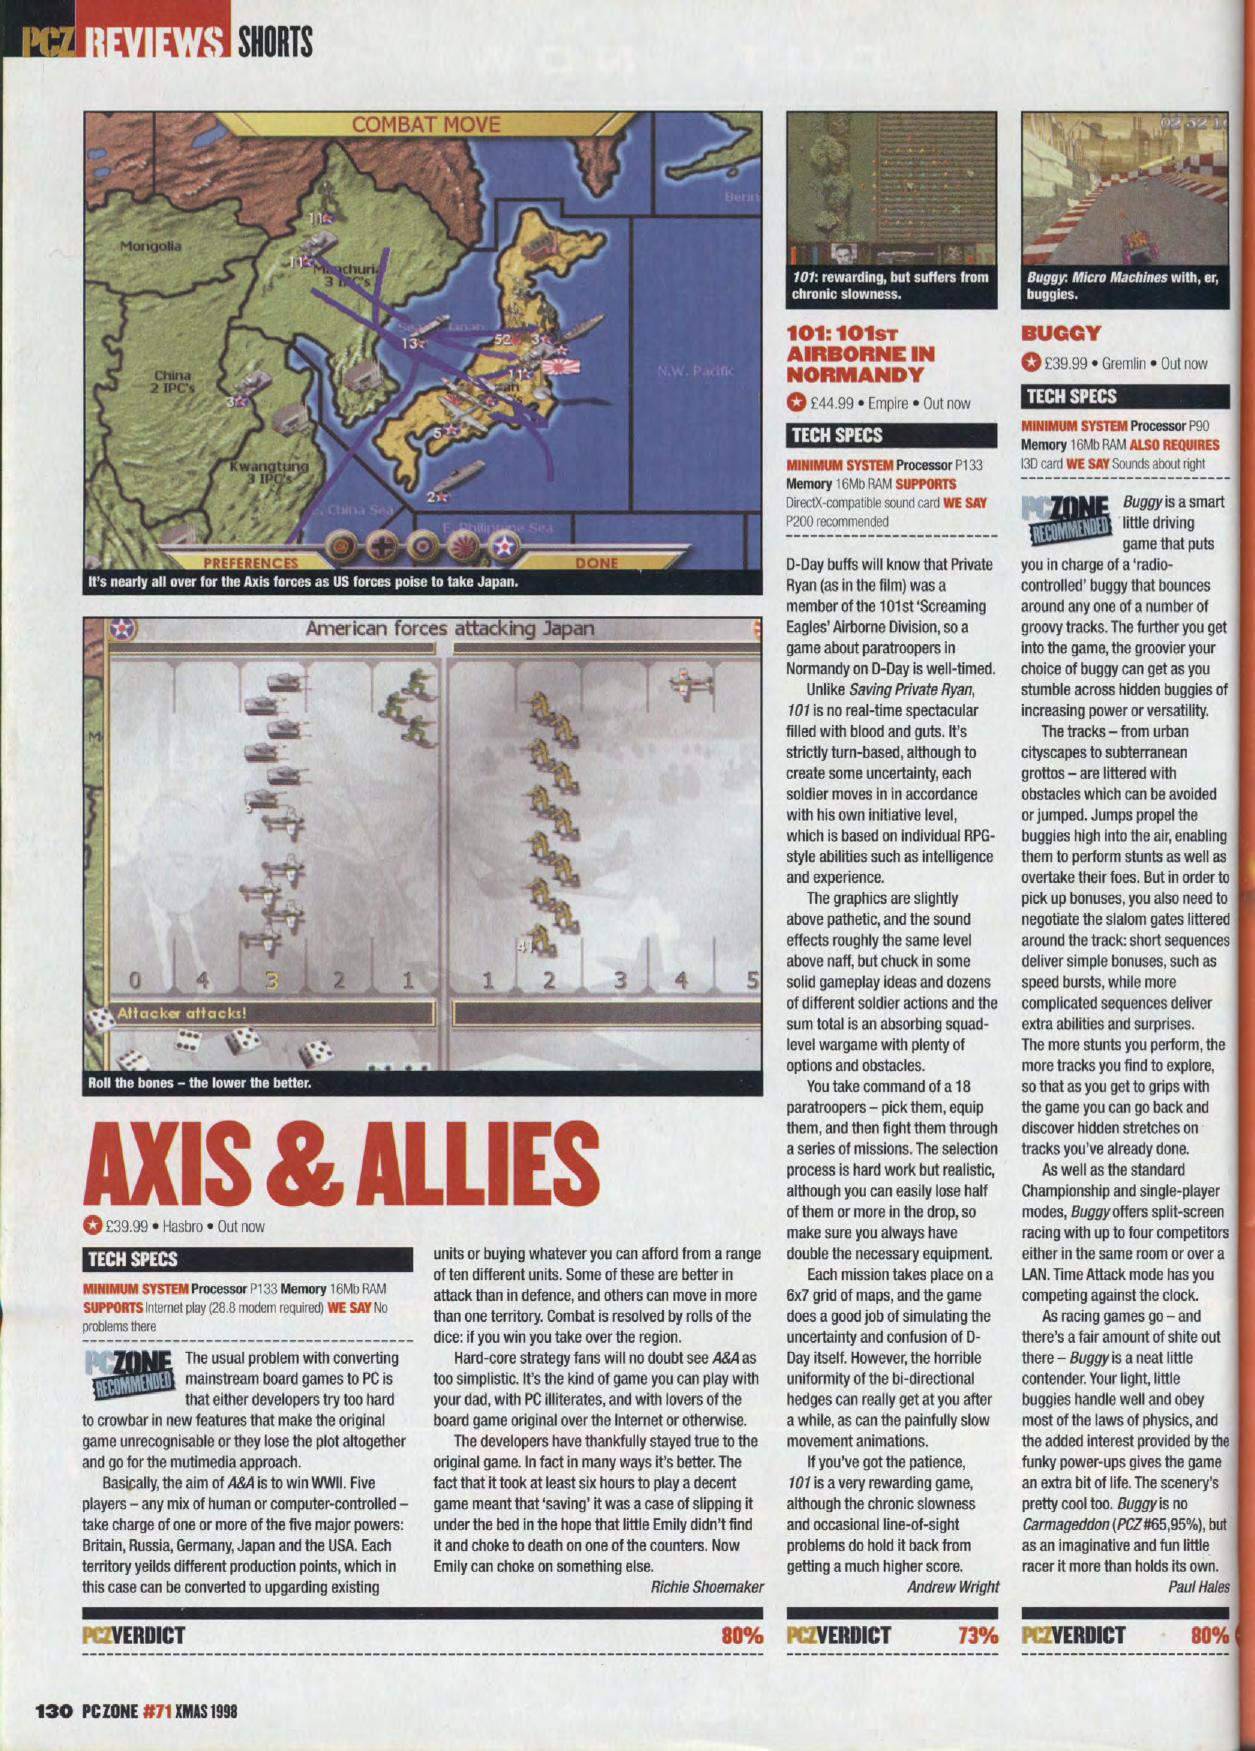 PCZ REVIEWS SHORTS
COMBAT MOVE
Mongolia
Manchuria
3 IPC's
China
2 IPC's
Kwangtung
3 IPC's
N.W. Pacific
E. China Sea
E. Philippine Sea
11
11
13
52
3
11
3
5
2
PREFERENCES
DONE
It's nearly all over for the Axis forces as US forces poise to take Japan.
American forces attacking Japan
0 4 3 2 1 1 2 3 4 5
Attacker attacks!
Roll the bones – the lower the better.
AXIS & ALLIES
£39.99 • Hasbro • Out now
TECH SPECS
MINIMUM SYSTEM Processor P133 Memory 16Mb RAM
SUPPORTS Internet play (28.8 modem required) WE SAY No
problems there
PCZONE
RECOMMENDED
The usual problem with converting
mainstream board games to PC is
that either developers try too hard
to crowbar in new features that make the original
game unrecognisable or they lose the plot altogether
and go for the mutimedia approach.
Basically, the aim of A&A is to win WWII. Five
players – any mix of human or computer-controlled –
take charge of one or more of the five major powers:
Britain, Russia, Germany, Japan and the USA. Each
territory yeilds different production points, which in
this case can be converted to upgarding existing
units or buying whatever you can afford from a range
of ten different units. Some of these are better in
attack than in defence, and others can move in more
than one territory. Combat is resolved by rolls of the
dice: if you win you take over the region.
Hard-core strategy fans will no doubt see A&A as
too simplistic. It's the kind of game you can play with
your dad, with PC illiterates, and with lovers of the
board game original over the Internet or otherwise.
The developers have thankfully stayed true to the
original game. In fact in many ways it's better. The
fact that it took at least six hours to play a decent
game meant that 'saving' it was a case of slipping it
under the bed in the hope that little Emily didn't find
it and choke to death on one of the counters. Now
Emily can choke on something else.
Richie Shoemaker
PCZVERDICT 80%
101: rewarding, but suffers from
chronic slowness.
101: 101ST
AIRBORNE IN
NORMANDY
£44.99 • Empire • Out now
TECH SPECS
MINIMUM SYSTEM Processor P133
Memory 16Mb RAM SUPPORTS
DirectX-compatible sound card WE SAY
P200 recommended
D-Day buffs will know that Private
Ryan (as in the film) was a
member of the 101st 'Screaming
Eagles' Airborne Division, so a
game about paratroopers in
Normandy on D-Day is well-timed.
Unlike Saving Private Ryan,
101 is no real-time spectacular
filled with blood and guts. It's
strictly turn-based, although to
create some uncertainty, each
soldier moves in in accordance
with his own initiative level,
which is based on individual RPG-
style abilities such as intelligence
and experience.
The graphics are slightly
above pathetic, and the sound
effects roughly the same level
above naff, but chuck in some
solid gameplay ideas and dozens
of different soldier actions and the
sum total is an absorbing squad-
level wargame with plenty of
options and obstacles.
You take command of a 18
paratroopers – pick them, equip
them, and then fight them through
a series of missions. The selection
process is hard work but realistic,
although you can easily lose half
of them or more in the drop, so
make sure you always have
double the necessary equipment.
Each mission takes place on a
6x7 grid of maps, and the game
does a good job of simulating the
uncertainty and confusion of D-
Day itself. However, the horrible
uniformity of the bi-directional
hedges can really get at you after
a while, as can the painfully slow
movement animations.
If you've got the patience,
101 is a very rewarding game,
although the chronic slowness
and occasional line-of-sight
problems do hold it back from
getting a much higher score.
Andrew Wright
PCZVERDICT 73%
Buggy: Micro Machines with, er,
buggies.
BUGGY
£39.99 • Gremlin • Out now
TECH SPECS
MINIMUM SYSTEM Processor P90
Memory 16Mb RAM ALSO REQUIRES
I3D card WE SAY Sounds about right
PCZONE
RECOMMENDED
Buggy is a smart
little driving
game that puts
you in charge of a 'radio-
controlled' buggy that bounces
around any one of a number of
groovy tracks. The further you get
into the game, the groovier your
choice of buggy can get as you
stumble across hidden buggies of
increasing power or versatility.
The tracks – from urban
cityscapes to subterranean
grottos – are littered with
obstacles which can be avoided
or jumped. Jumps propel the
buggies high into the air, enabling
them to perform stunts as well as
overtake their foes. But in order to
pick up bonuses, you also need to
negotiate the slalom gates littered
around the track: short sequences
deliver simple bonuses, such as
speed bursts, while more
complicated sequences deliver
extra abilities and surprises.
The more stunts you perform, the
more tracks you find to explore,
so that as you get to grips with
the game you can go back and
discover hidden stretches on
tracks you've already done.
As well as the standard
Championship and single-player
modes, Buggy offers split-screen
racing with up to four competitors
either in the same room or over a
LAN. Time Attack mode has you
competing against the clock.
As racing games go – and
there's a fair amount of shite out
there – Buggy is a neat little
contender. Your light, little
buggies handle well and obey
most of the laws of physics, and
the added interest provided by the
funky power-ups gives the game
an extra bit of life. The scenery's
pretty cool too. Buggy is no
Carmageddon (PCZ #65,95%), but
as an imaginative and fun little
racer it more than holds its own.
Paul Hales
PCZVERDICT 80%
130 PC ZONE #71 XMAS 1998